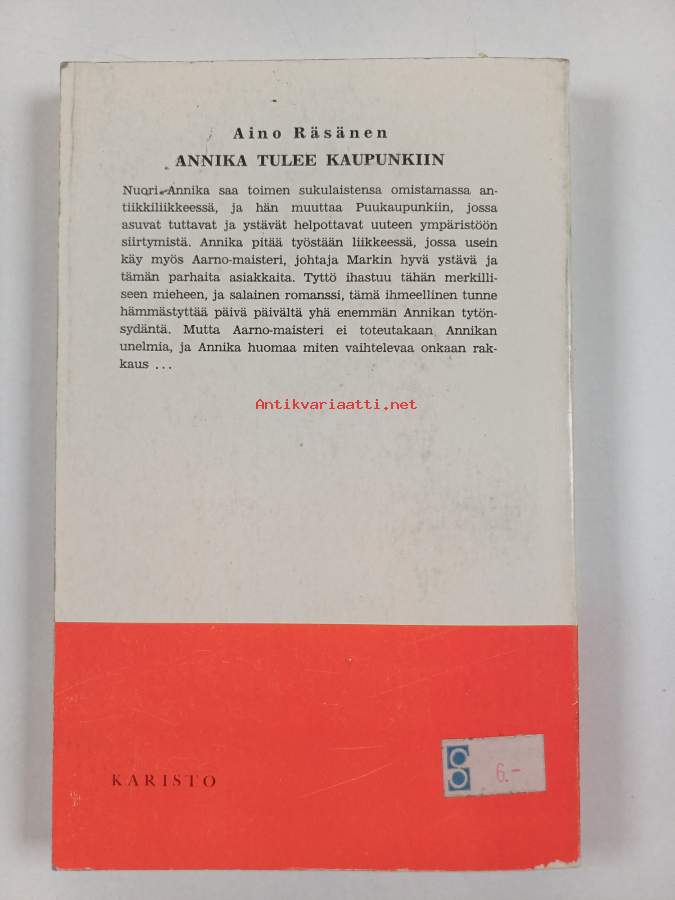 Aino Räsänen
ANNIKA TULEE KAUPUNKIIN
Nuori Annika saa toimen sukulaistensa omistamassa an-
tiikkiliikkeessä, ja hän muuttaa Puukaupunkiin, jossa
asuvat tuttavat ja ystävät helpottavat uuteen ympäristöön
siirtymistä. Annika pitää työstään liikkeessä, jossa usein
käy myös Aarno-maisteri, johtaja Markin hyvä ystävä ja
tämän parhaita asiakkaita. Tyttö ihastuu tähän merkilli-
seen mieheen, ja salainen romanssi, tämä ihmeellinen tunne
hämmästyttää päivä päivältä yhä enemmän Annikan tytön-
sydäntä. Mutta Aarno-maisteri ei toteutakaan Annikan
unelmia, ja Annika huomaa miten vaihtelevaa onkaan rak-
kaus ...
Antikvariaatti.net
KARISTO
6.-